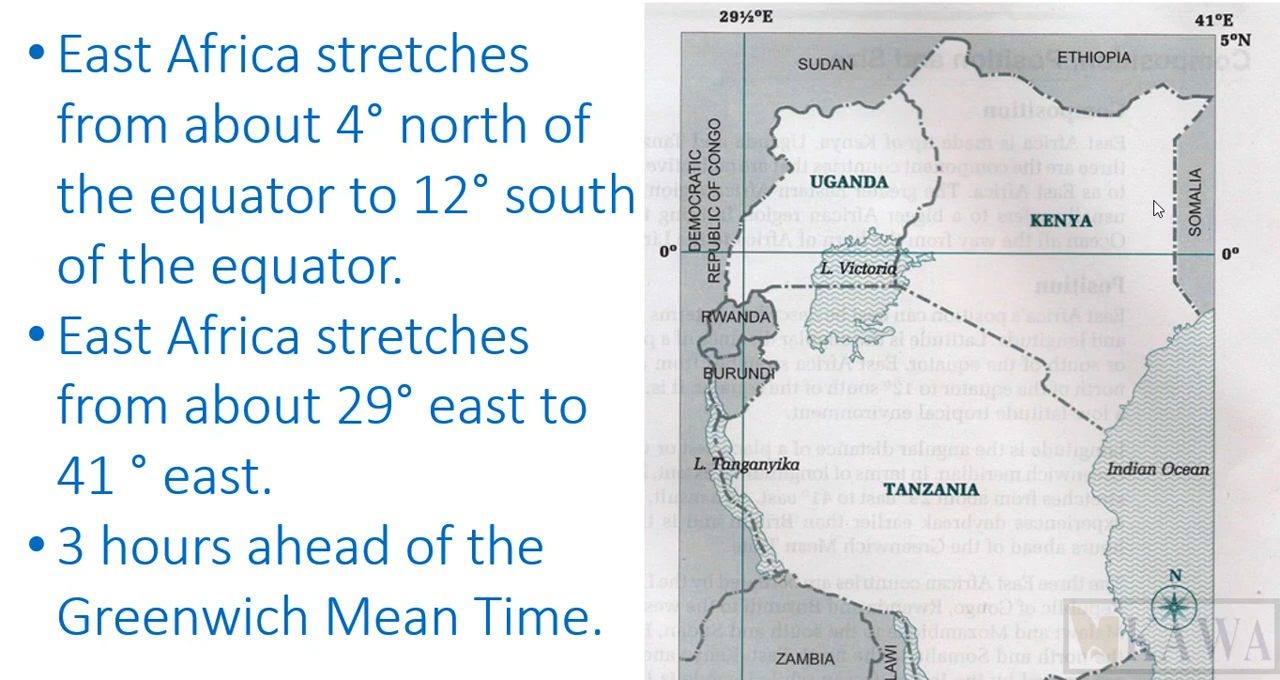 • East Africa stretches
from about 4° north of
the equator to 12° south
of the equator.
• East Africa stretches
from about 29° east to
41 ° east.
• 3 hours ahead of the
Greenwich Mean Time.
29½°E
41°E
5°N
SUDAN
ETHIOPIA
DEMOCRATIC
REPUBLIC OF CONGO
UGANDA
KENYA
SOMALIA
0°
0°
L. Victoria
RWANDA
BURUNDI
L. Tanganyika
Indian Ocean
TANZANIA
N
ZAMBIA
LAWI